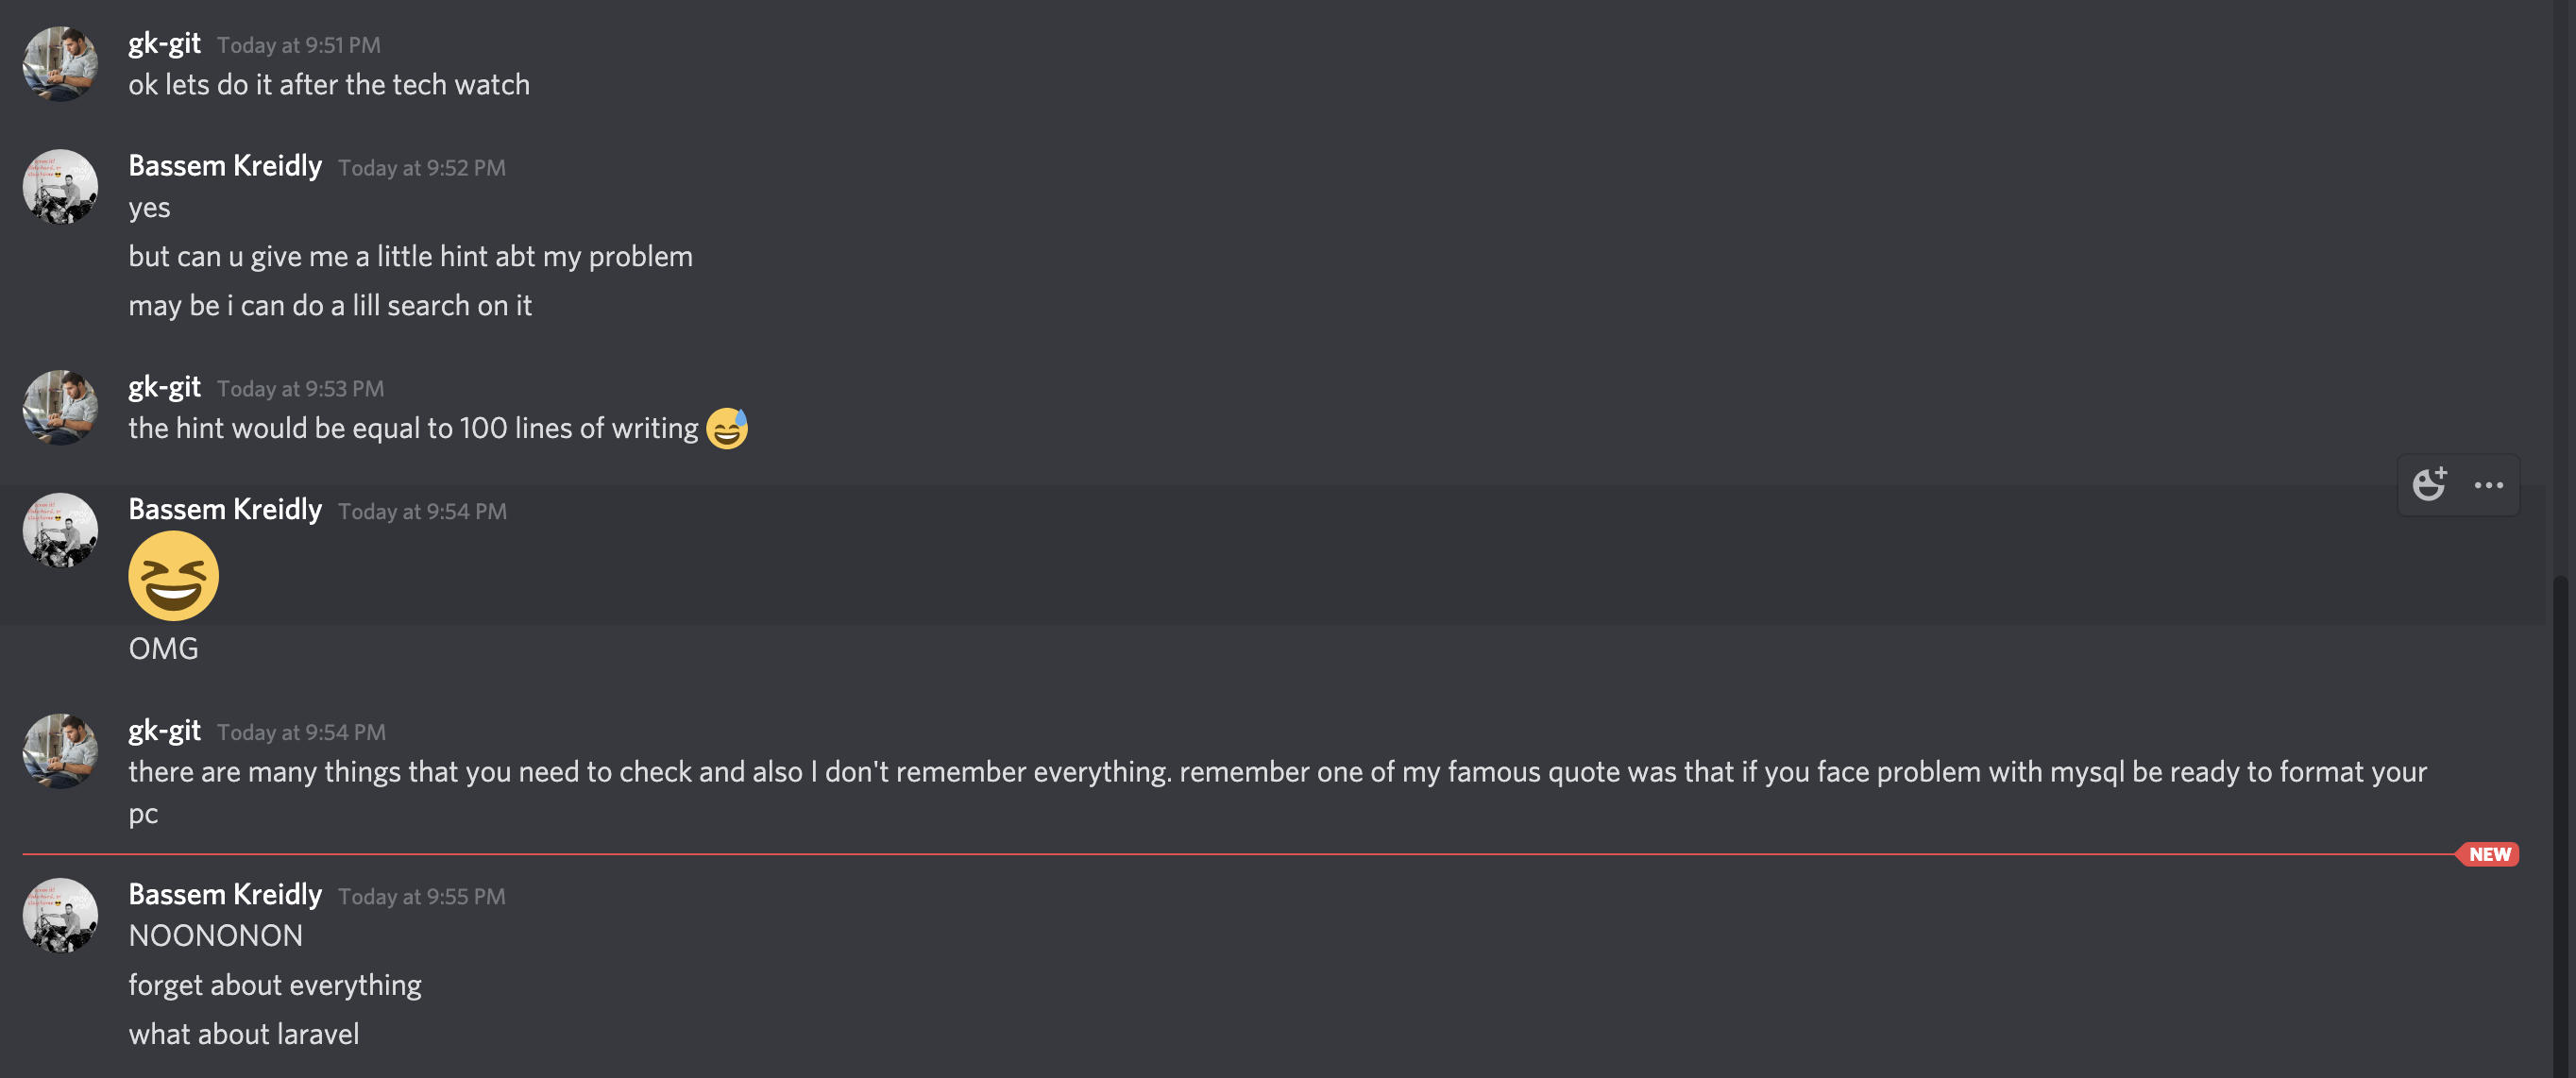 gk-git Today at 9:51 PM
ok lets do it after the tech watch
Bassem Kreidly Today at 9:52 PM
yes
but can u give me a little hint abt my problem
may be i can do a lill search on it
gk-git Today at 9:53 PM
the hint would be equal to 100 lines of writing 😅
Bassem Kreidly Today at 9:54 PM
😆
OMG
gk-git Today at 9:54 PM
there are many things that you need to check and also I don't remember everything. remember one of my famous quote was that if you face problem with mysql be ready to format your
pc
NEW
Bassem Kreidly Today at 9:55 PM
NOONONON
forget about everything
what about laravel